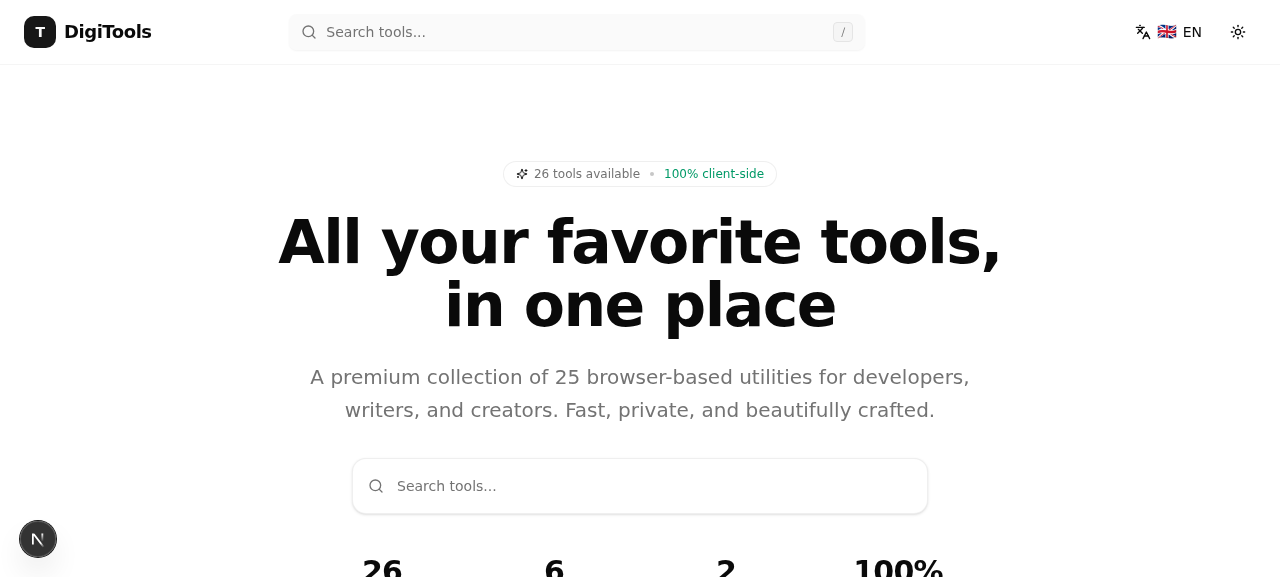 T DigiTools
Search tools...
/
EN
26 tools available • 100% client-side
All your favorite tools,
in one place
A premium collection of 25 browser-based utilities for developers,
writers, and creators. Fast, private, and beautifully crafted.
Search tools...
N
26 6 2 100%